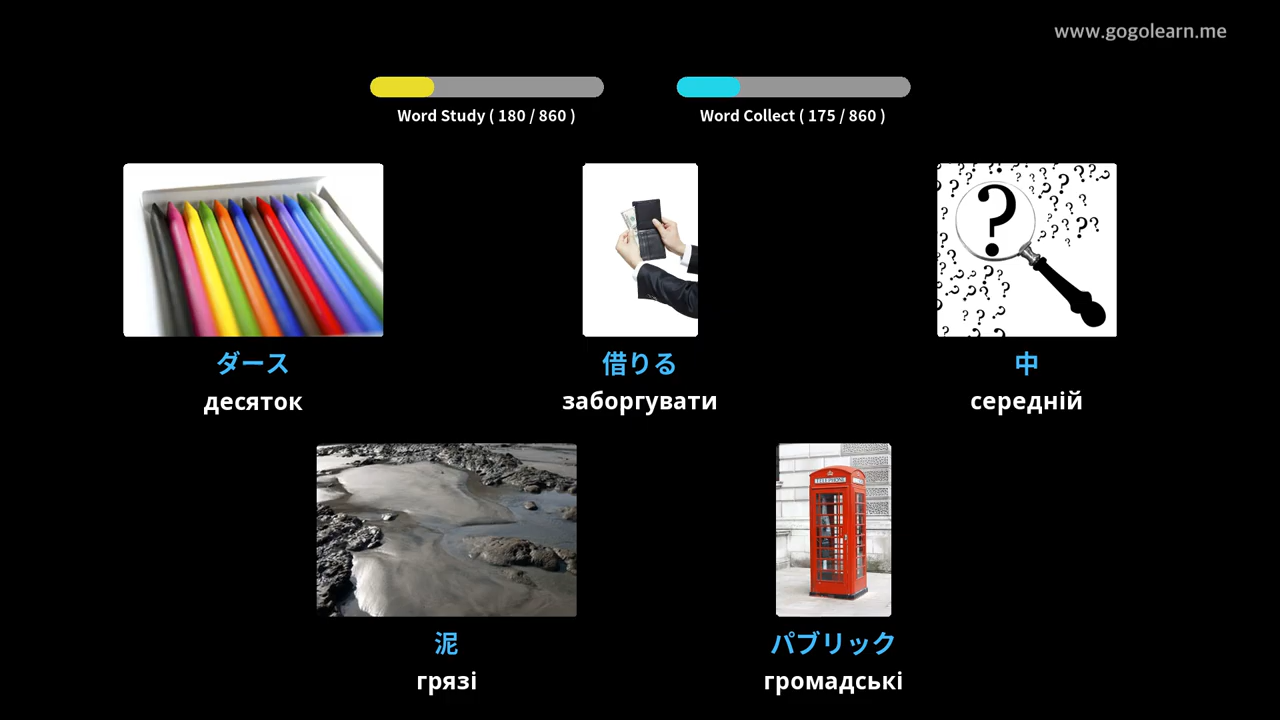 www.gogolearn.me
Word Study ( 180 / 860 )
Word Collect ( 175 / 860 )
ダース
десяток
借りる
заборгувати
中
середній
TELEPHONE
泥
грязі
パブリック
громадські